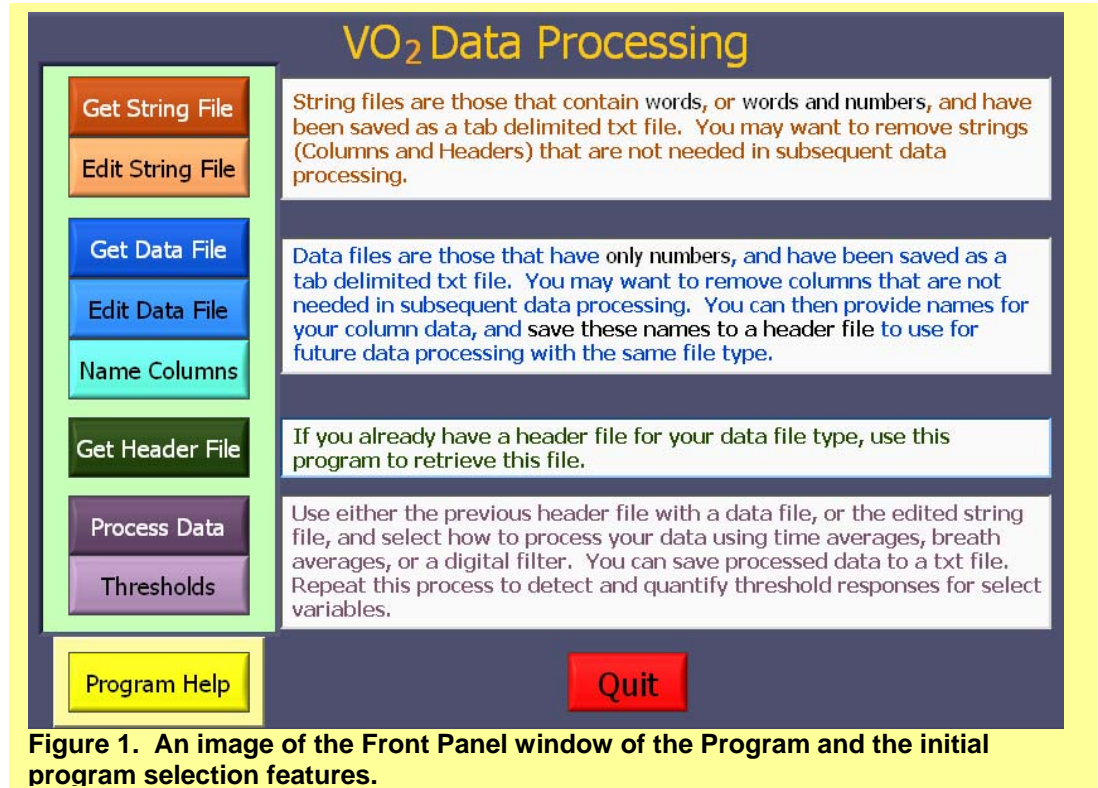 VO2 Data Processing
Get String File
Edit String File
String files are those that contain words, or words and numbers, and have
been saved as a tab delimited txt file. You may want to remove strings
(Columns and Headers) that are not needed in subsequent data
processing.
Get Data File
Edit Data File
Name Columns
Data files are those that have only numbers, and have been saved as a
tab delimited txt file. You may want to remove columns that are not
needed in subsequent data processing. You can then provide names for
your column data, and save these names to a header file to use for
future data processing with the same file type.
Get Header File
If you already have a header file for your data file type, use this
program to retrieve this file.
Process Data
Thresholds
Use either the previous header file with a data file, or the edited string
file, and select how to process your data using time averages, breath
averages, or a digital filter. You can save processed data to a txt file.
Repeat this process to detect and quantify threshold responses for select
variables.
Program Help
Quit
Figure 1. An image of the Front Panel window of the Program and the initial
program selection features.